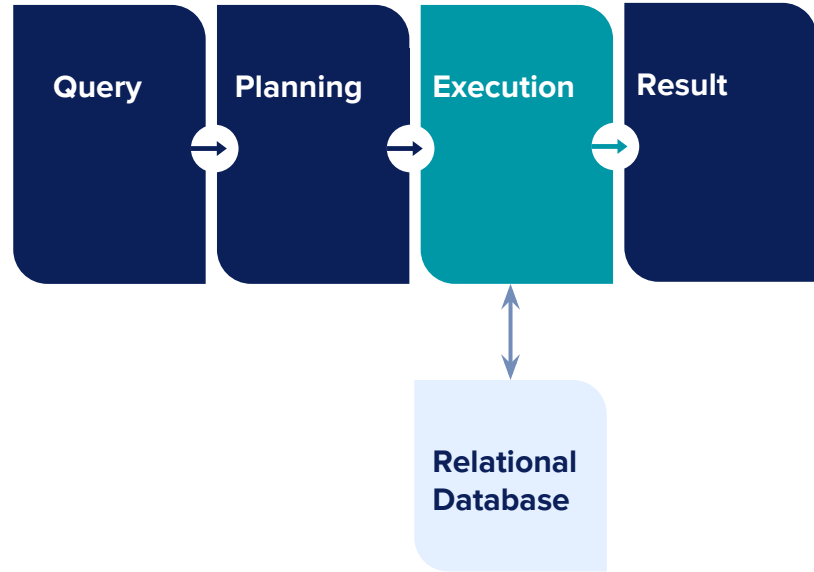 Query
Planning
Execution
Result
Relational
Database